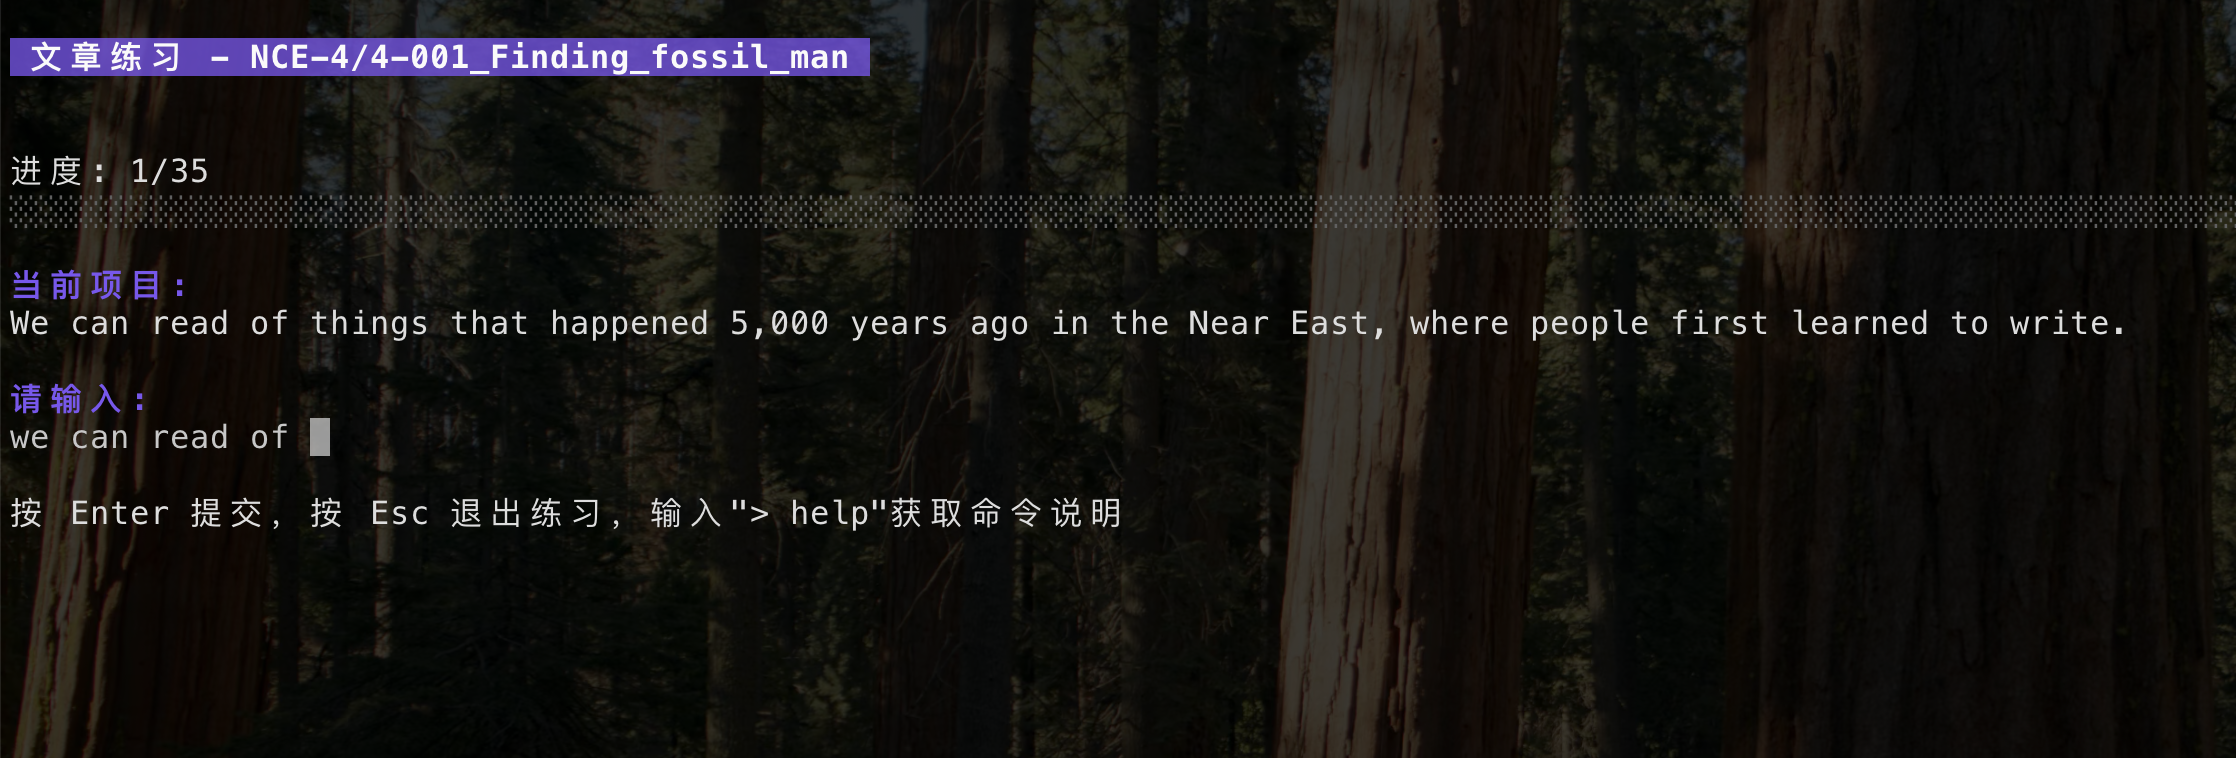 文章练习 - NCE-4/4-001_Finding_fossil_man
进度: 1/35
当前项目:
We can read of things that happened 5,000 years ago in the Near East, where people first learned to write.
请输入:
we can read of
按 Enter 提交, 按 Esc 退出练习, 输入"> help"获取命令说明